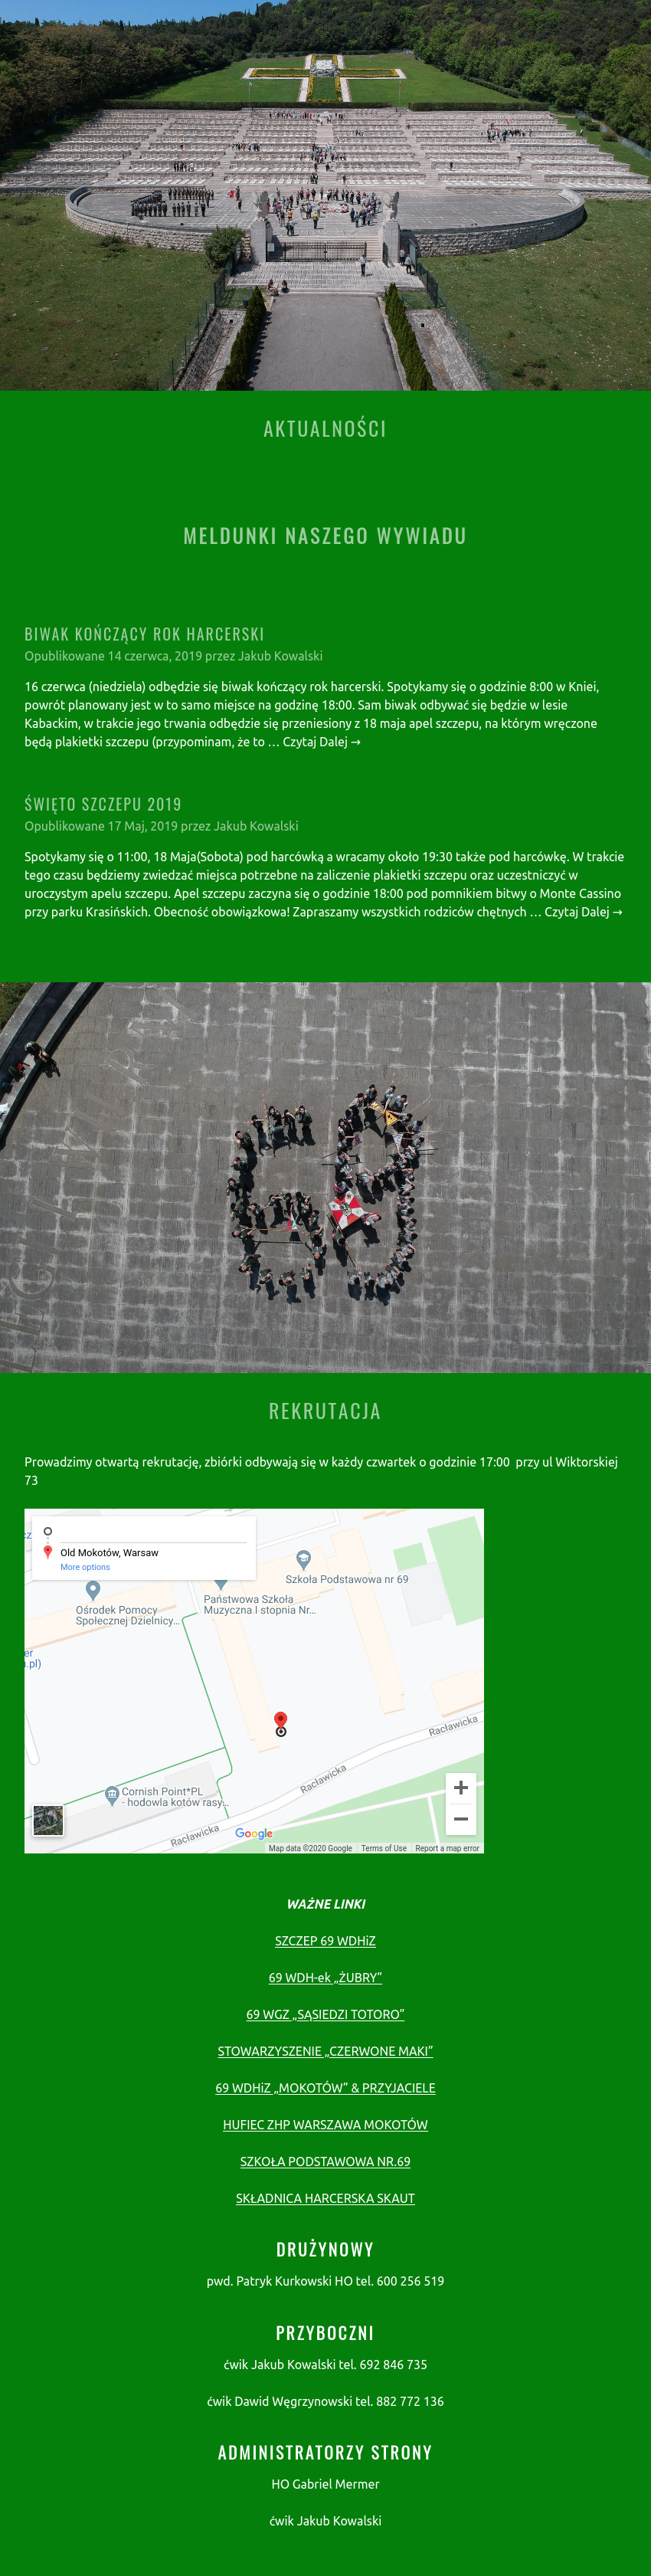 AKTUALNOŚCI
MELDUNKI NASZEGO WYWIADU
BIWAK KOŃCZĄCY ROK HARCERSKI
Opublikowane 14 czerwca, 2019 przez Jakub Kowalski
16 czerwca (niedziela) odbędzie się biwak kończący rok harcerski. Spotykamy się o godzinie 8:00 w Kniei,
powrót planowany jest w to samo miejsce na godzinę 18:00. Sam biwak odbywać się będzie w lesie
Kabackim, w trakcie jego trwania odbędzie się przeniesiony z 18 maja apel szczepu, na którym wręczone
będą plakietki szczepu (przypominam, że to … Czytaj Dalej →
ŚWIĘTO SZCZEPU 2019
Opublikowane 17 Maj, 2019 przez Jakub Kowalski
Spotykamy się o 11:00, 18 Maja(Sobota) pod harcówką a wracamy około 19:30 także pod harcówkę. W trakcie
tego czasu będziemy zwiedzać miejsca potrzebne na zaliczenie plakietki szczepu oraz uczestniczyć w
uroczystym apelu szczepu. Apel szczepu zaczyna się o godzinie 18:00 pod pomnikiem bitwy o Monte Cassino
przy parku Krasińskich. Obecność obowiązkowa! Zapraszamy wszystkich rodziców chętnych … Czytaj Dalej →
REKRUTACJA
Prowadzimy otwartą rekrutację, zbiórki odbywają się w każdy czwartek o godzinie 17:00  przy ul Wiktorskiej
73
Old Mokotów, Warsaw
More options
Szkoła Podstawowa nr 69
Państwowa Szkoła
Muzyczna I stopnia Nr...
Ośrodek Pomocy
Społecznej Dzielnicy...
er
.pl)
Racławicka
Racławicka
Cornish Point*PL
- hodowla kotów rasy...
Racławicka
Google
Map data ©2020 Google
Terms of Use
Report a map error
WAŻNE LINKI
SZCZEP 69 WDHiZ
69 WDH-ek „ŻUBRY”
69 WGZ „SĄSIEDZI TOTORO”
STOWARZYSZENIE „CZERWONE MAKI”
69 WDHiZ „MOKOTÓW” & PRZYJACIELE
HUFIEC ZHP WARSZAWA MOKOTÓW
SZKOŁA PODSTAWOWA NR.69
SKŁADNICA HARCERSKA SKAUT
DRUŻYNOWY
pwd. Patryk Kurkowski HO tel. 600 256 519
PRZYBOCZNI
ćwik Jakub Kowalski tel. 692 846 735
ćwik Dawid Węgrzynowski tel. 882 772 136
ADMINISTRATORZY STRONY
HO Gabriel Mermer
ćwik Jakub Kowalski